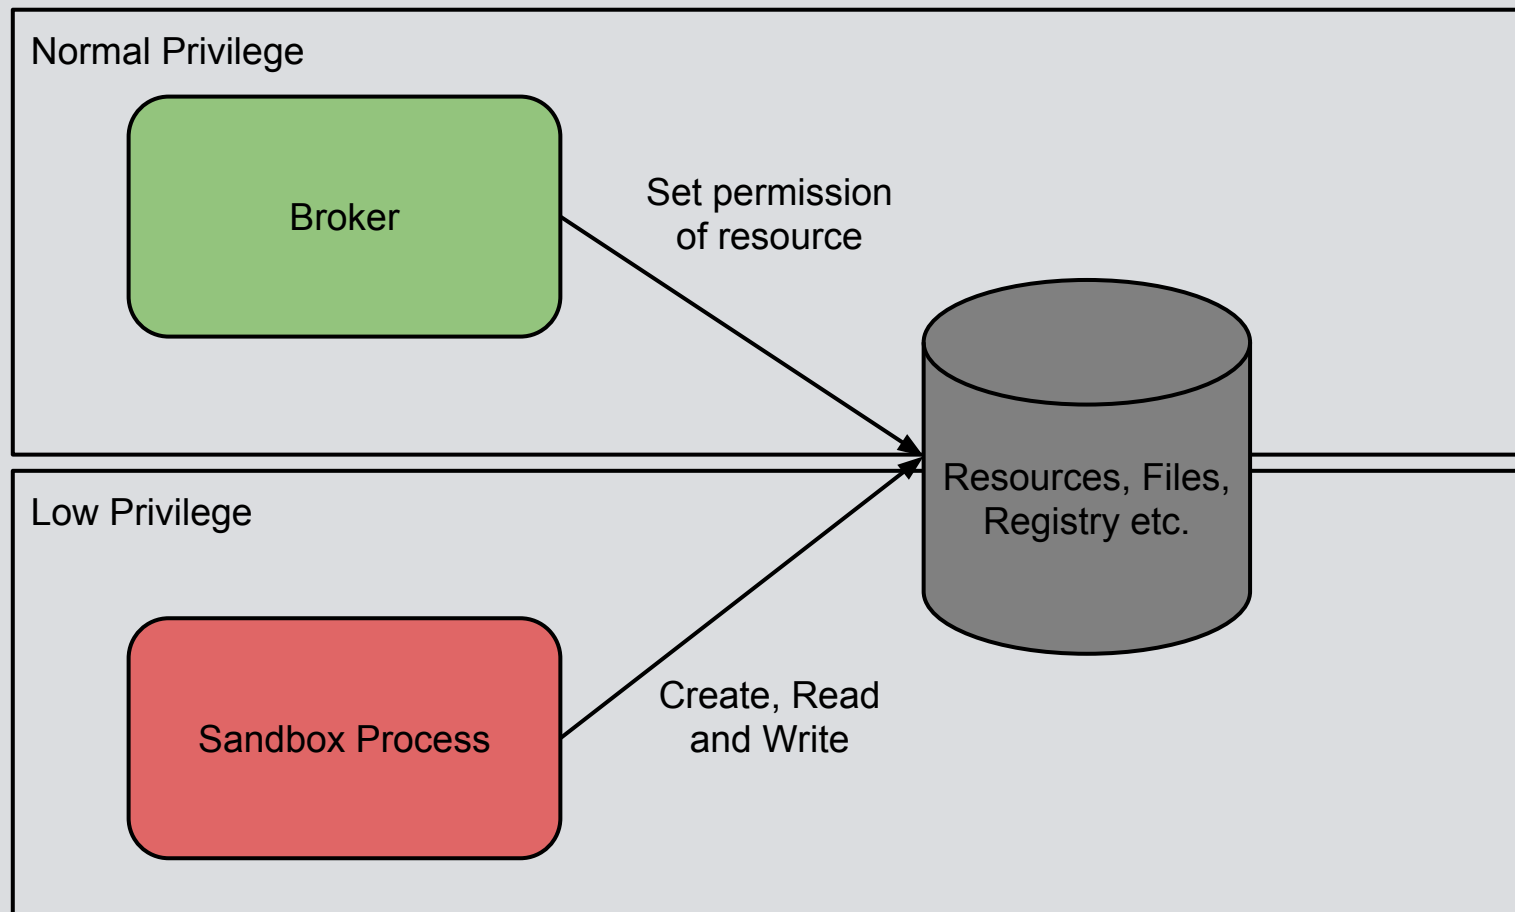 Normal Privilege
Broker
Set permission
of resource
Resources, Files,
Registry etc.
Low Privilege
Sandbox Process
Create, Read
and Write